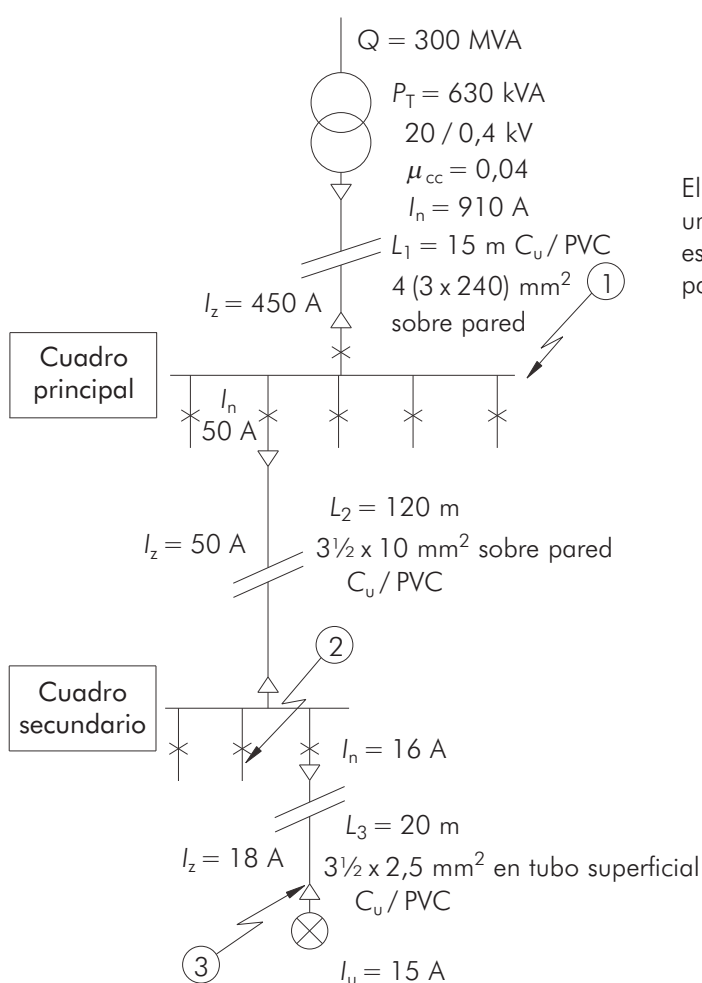 Q = 300 MVA
P_T = 630 kVA
20 / 0,4 kV
μ_cc = 0,04
I_n = 910 A
L_1 = 15 m C_u / PVC
4 (3 x 240) mm²
sobre pared
1
I_z = 450 A
El
un
es
po
Cuadro
principal
I_n
50 A
L_2 = 120 m
I_z = 50 A
3½ x 10 mm² sobre pared
C_u / PVC
2
Cuadro
secundario
I_n = 16 A
L_3 = 20 m
I_z = 18 A
3½ x 2,5 mm² en tubo superficial
C_u / PVC
3
I_u = 15 A